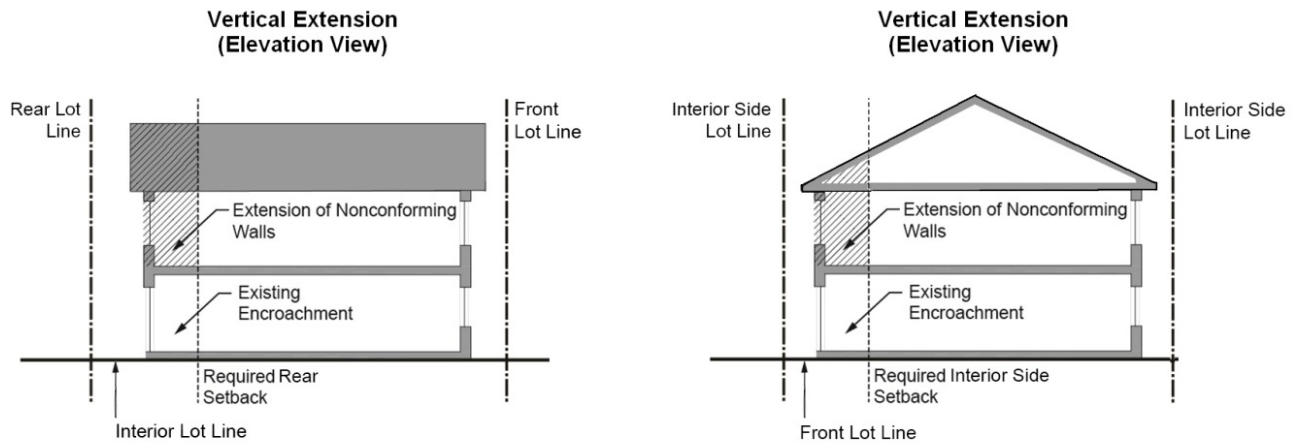 Vertical Extension
(Elevation View)
Rear Lot
Line
Front
Lot Line
Extension of Nonconforming
Walls
Existing
Encroachment
Required Rear
Setback
Interior Lot Line
Vertical Extension
(Elevation View)
Interior Side
Lot Line
Interior Side
Lot Line
Extension of Nonconforming
Walls
Existing
Encroachment
Required Interior Side
Setback
Front Lot Line